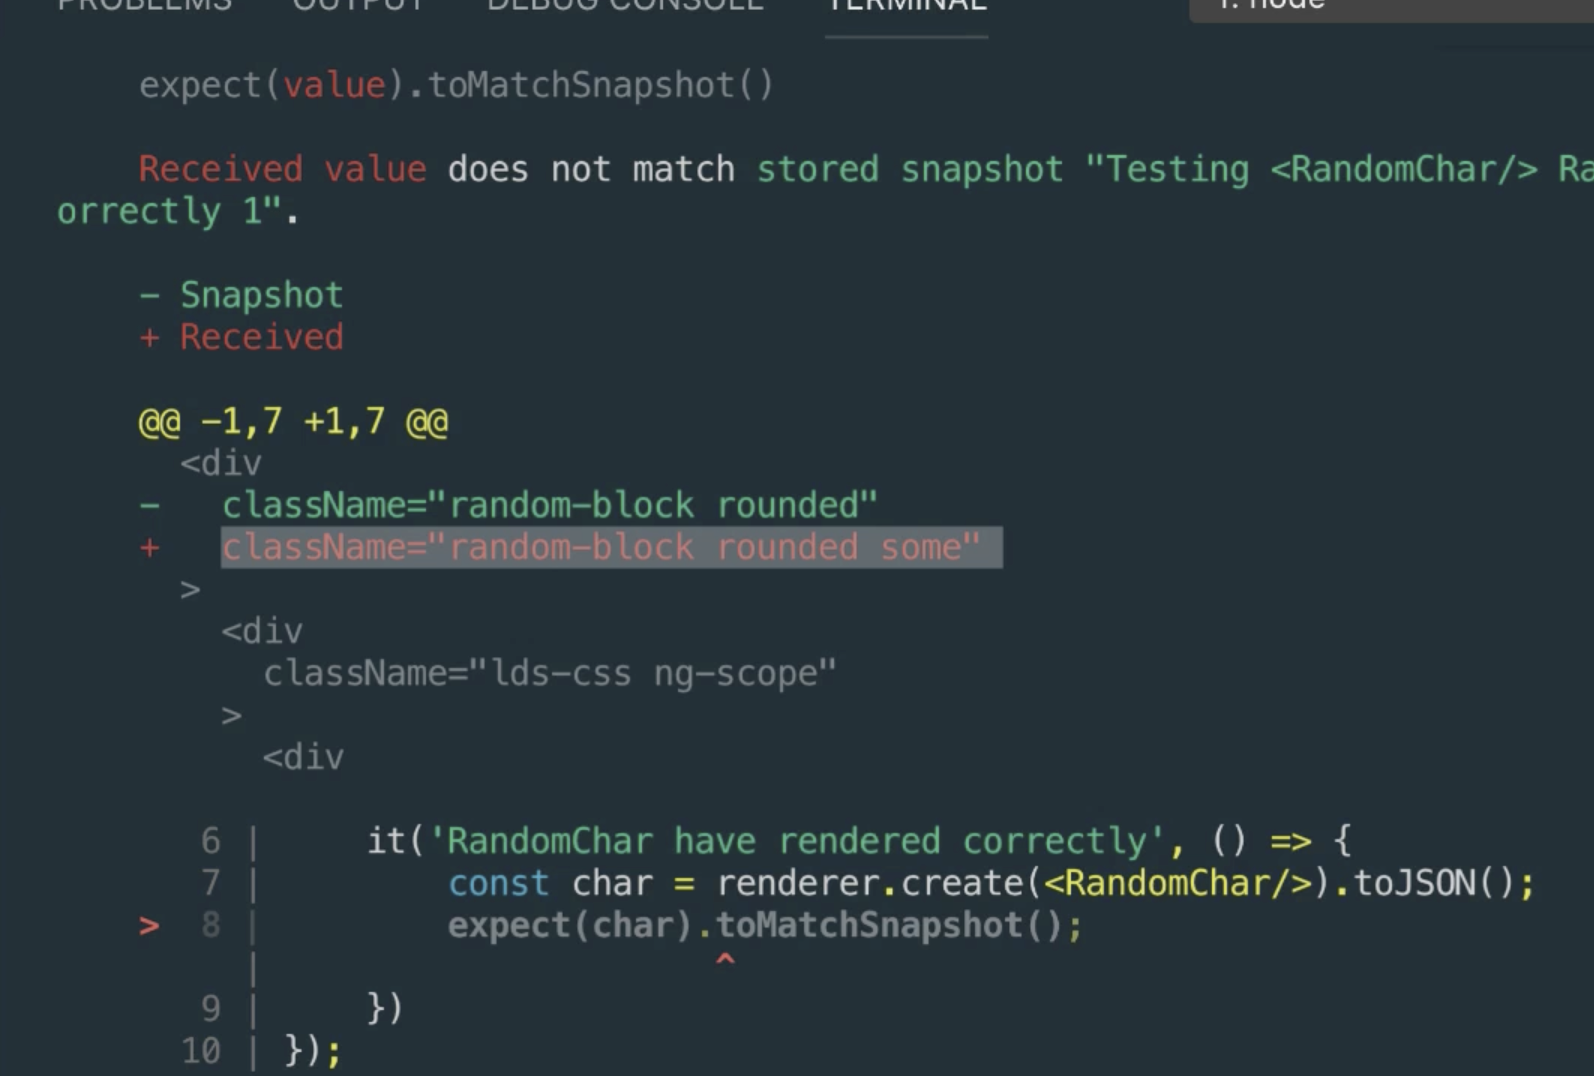 PROBLEMS OUTPUT DEBUG CONSOLE TERMINAL 1: node
expect(value).toMatchSnapshot()
Received value does not match stored snapshot "Testing <RandomChar/> Ra
orrectly 1".
- Snapshot
+ Received
@@ -1,7 +1,7 @@
<div
- className="random-block rounded"
+ className="random-block rounded some"
>
<div
className="lds-css ng-scope"
>
<div
6 | it('RandomChar have rendered correctly', () => {
7 | const char = renderer.create(<RandomChar/>).toJSON();
> 8 | expect(char).toMatchSnapshot();
| ^
9 | })
10 | });